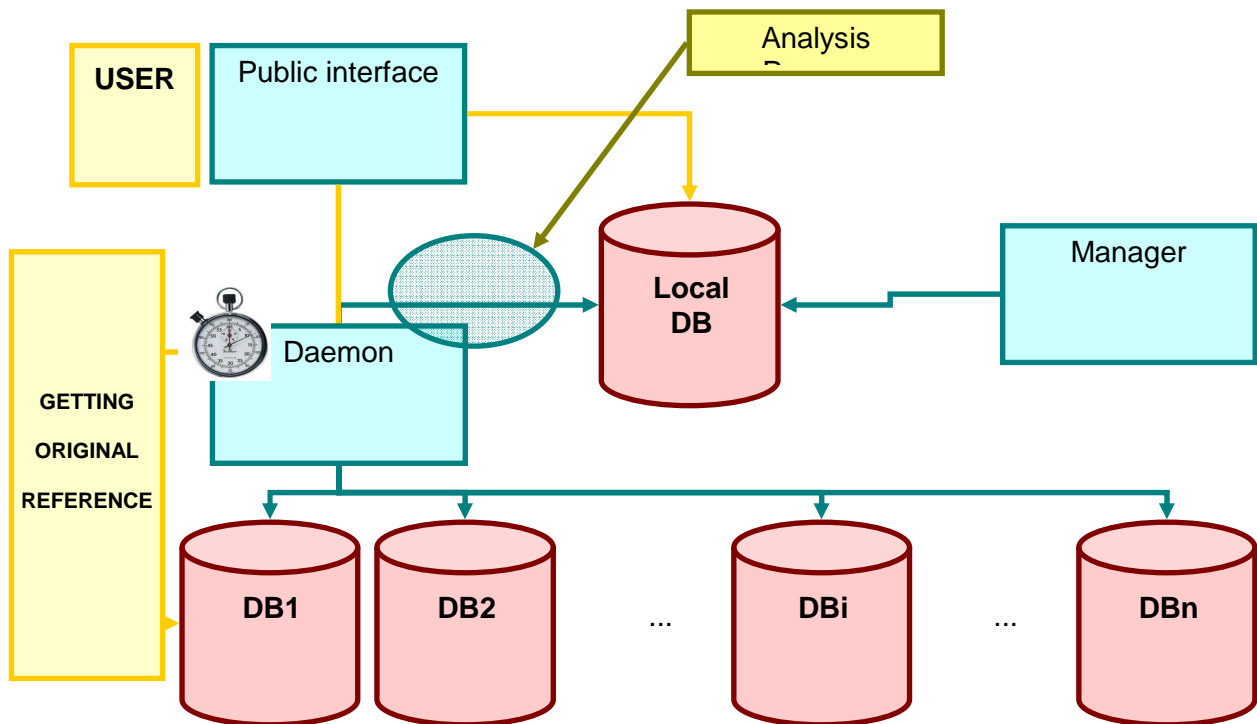 USER
Public interface
Analysis
Local
DB
Manager
Daemon
GETTING
ORIGINAL
REFERENCE
DB1
DB2
...
DBi
...
DBn